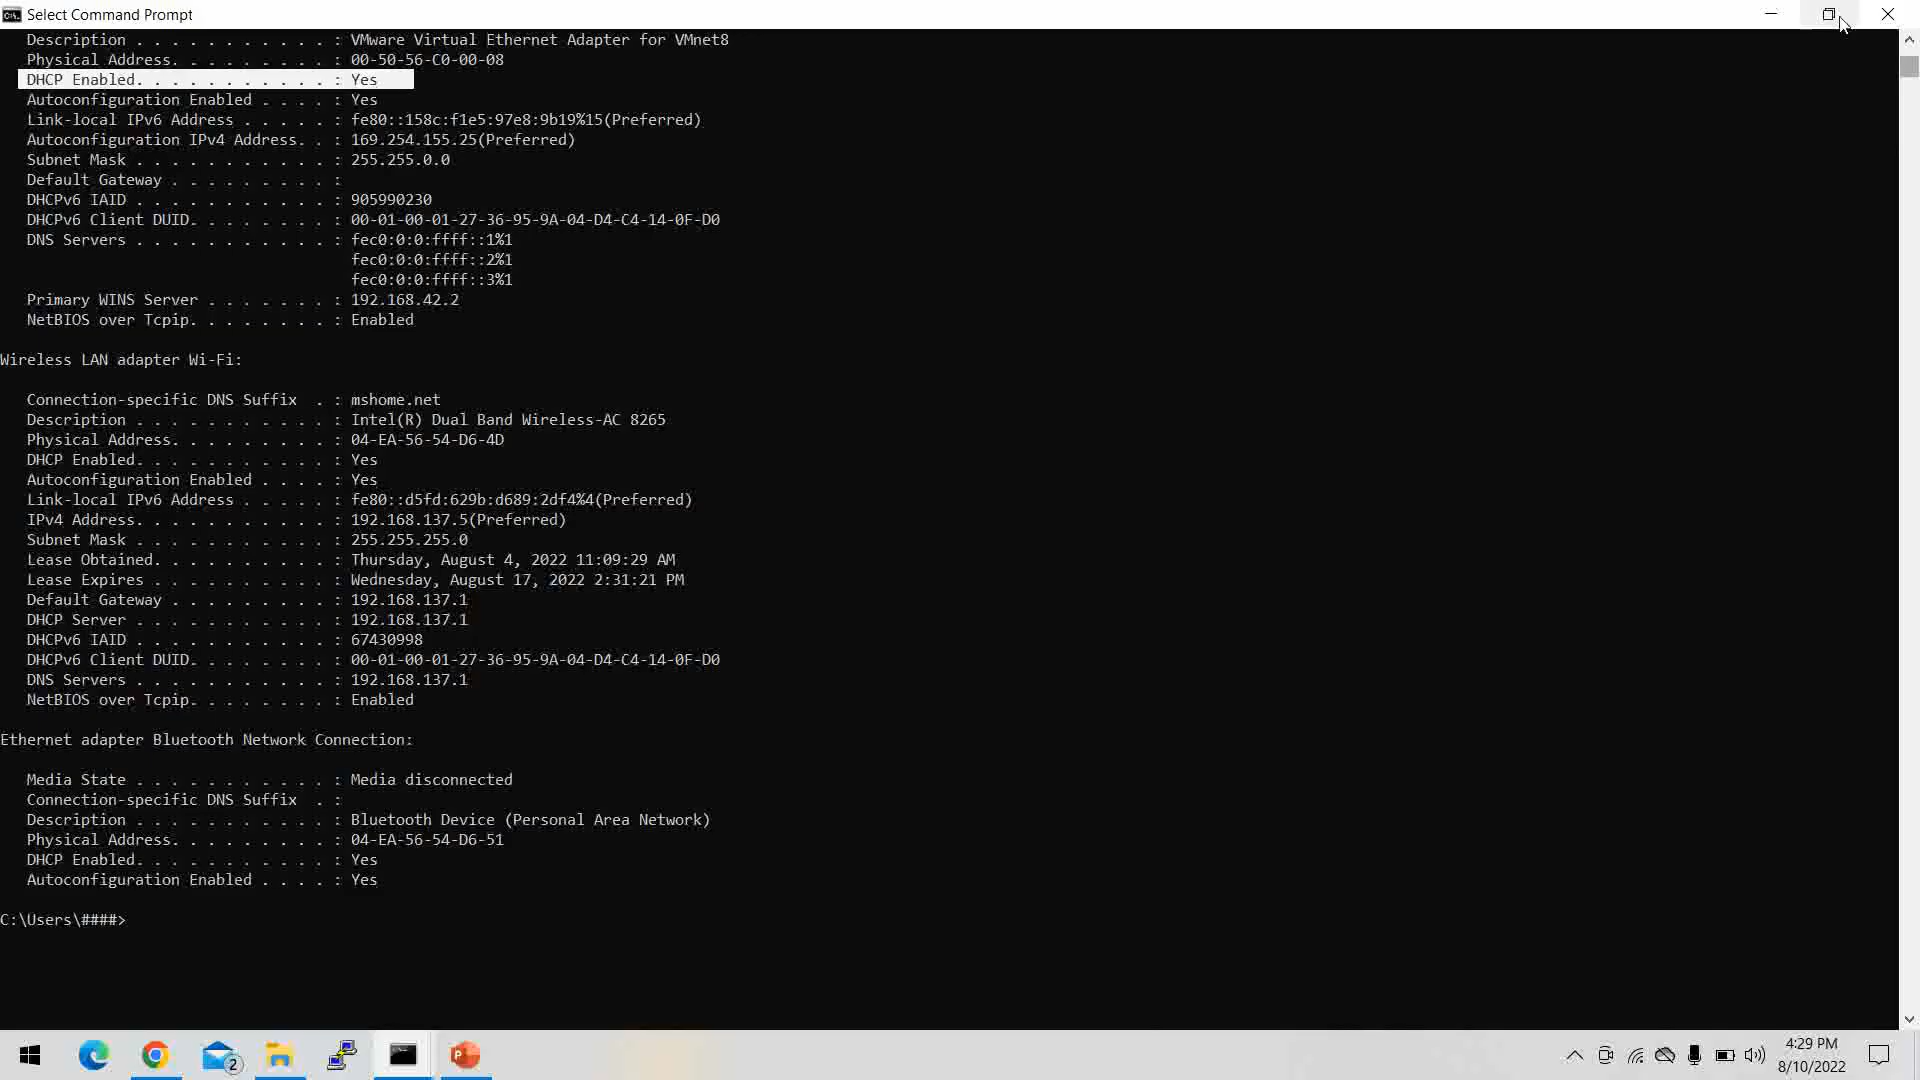 Select Command Prompt
Description . . . . . . . . . . . : VMware Virtual Ethernet Adapter for VMnet8
Physical Address. . . . . . . . . : 00-50-56-C0-00-08
DHCP Enabled. . . . . . . . . . . : Yes
Autoconfiguration Enabled . . . . : Yes
Link-local IPv6 Address . . . . . : fe80::158c:f1e5:97e8:9b19%15(Preferred)
Autoconfiguration IPv4 Address. . : 169.254.155.25(Preferred)
Subnet Mask . . . . . . . . . . . : 255.255.0.0
Default Gateway . . . . . . . . . :
DHCPv6 IAID . . . . . . . . . . . : 905990230
DHCPv6 Client DUID. . . . . . . . : 00-01-00-01-27-36-95-9A-04-D4-C4-14-0F-D0
DNS Servers . . . . . . . . . . . : fec0:0:0:ffff::1%1
fec0:0:0:ffff::2%1
fec0:0:0:ffff::3%1
Primary WINS Server . . . . . . . : 192.168.42.2
NetBIOS over Tcpip. . . . . . . . : Enabled
Wireless LAN adapter Wi-Fi:
Connection-specific DNS Suffix  . : mshome.net
Description . . . . . . . . . . . : Intel(R) Dual Band Wireless-AC 8265
Physical Address. . . . . . . . . : 04-EA-56-54-D6-4D
DHCP Enabled. . . . . . . . . . . : Yes
Autoconfiguration Enabled . . . . : Yes
Link-local IPv6 Address . . . . . : fe80::d5fd:629b:d689:2df4%4(Preferred)
IPv4 Address. . . . . . . . . . . : 192.168.137.5(Preferred)
Subnet Mask . . . . . . . . . . . : 255.255.255.0
Lease Obtained. . . . . . . . . . : Thursday, August 4, 2022 11:09:29 AM
Lease Expires . . . . . . . . . . : Wednesday, August 17, 2022 2:31:21 PM
Default Gateway . . . . . . . . . : 192.168.137.1
DHCP Server . . . . . . . . . . . : 192.168.137.1
DHCPv6 IAID . . . . . . . . . . . : 67430998
DHCPv6 Client DUID. . . . . . . . : 00-01-00-01-27-36-95-9A-04-D4-C4-14-0F-D0
DNS Servers . . . . . . . . . . . : 192.168.137.1
NetBIOS over Tcpip. . . . . . . . : Enabled
Ethernet adapter Bluetooth Network Connection:
Media State . . . . . . . . . . . : Media disconnected
Connection-specific DNS Suffix  . :
Description . . . . . . . . . . . : Bluetooth Device (Personal Area Network)
Physical Address. . . . . . . . . : 04-EA-56-54-D6-51
DHCP Enabled. . . . . . . . . . . : Yes
Autoconfiguration Enabled . . . . : Yes
C:\Users\####>
2
4:29 PM
8/10/2022